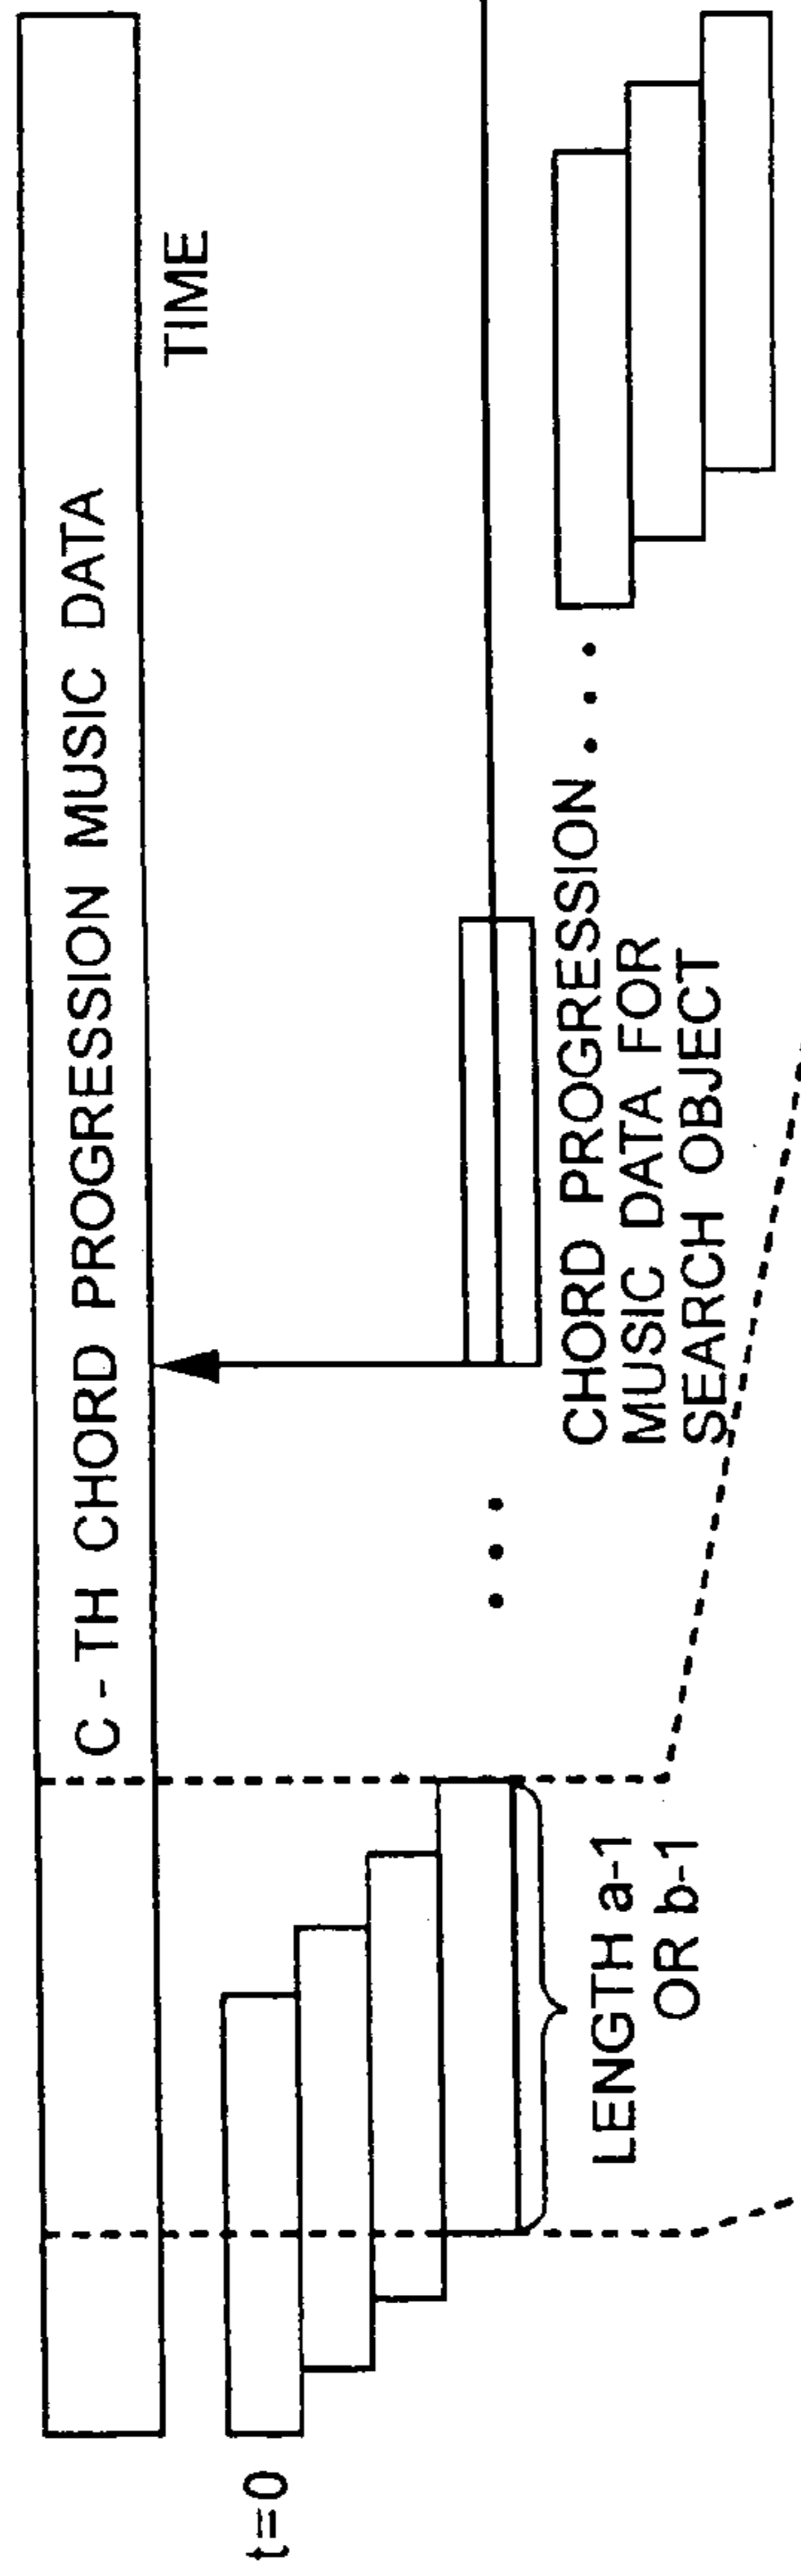 C - TH CHORD PROGRESSION MUSIC DATA
TIME
t=0
LENGTH a-1
OR b-1
CHORD PROGRESSION
MUSIC DATA FOR
SEARCH OBJECT